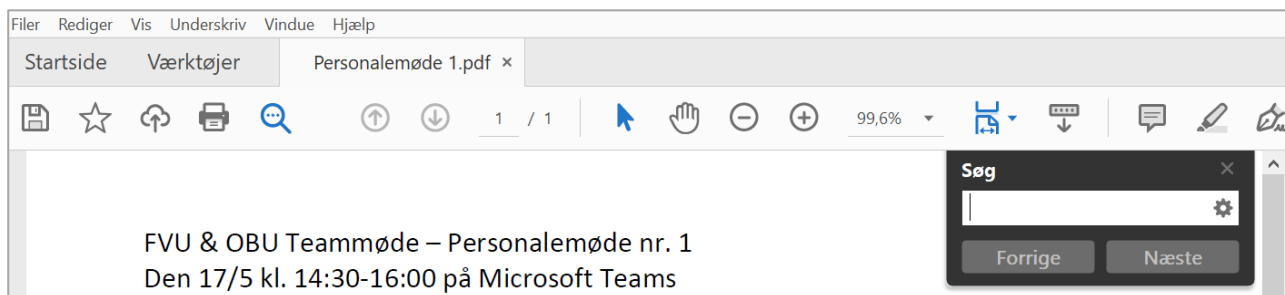 Filer Rediger Vis Underskriv Vindue Hjælp
Startside Værktøjer Personalemøde 1.pdf ×
1 / 1 99,6%
Søg
Forrige Næste
FVU & OBU Teammøde – Personalemøde nr. 1
Den 17/5 kl. 14:30-16:00 på Microsoft Teams